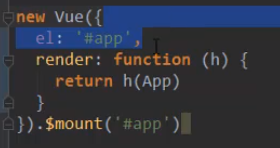 new Vue({
  el: '#app',
  render: function (h) {
    return h(App)
  }
}).$mount('#app')